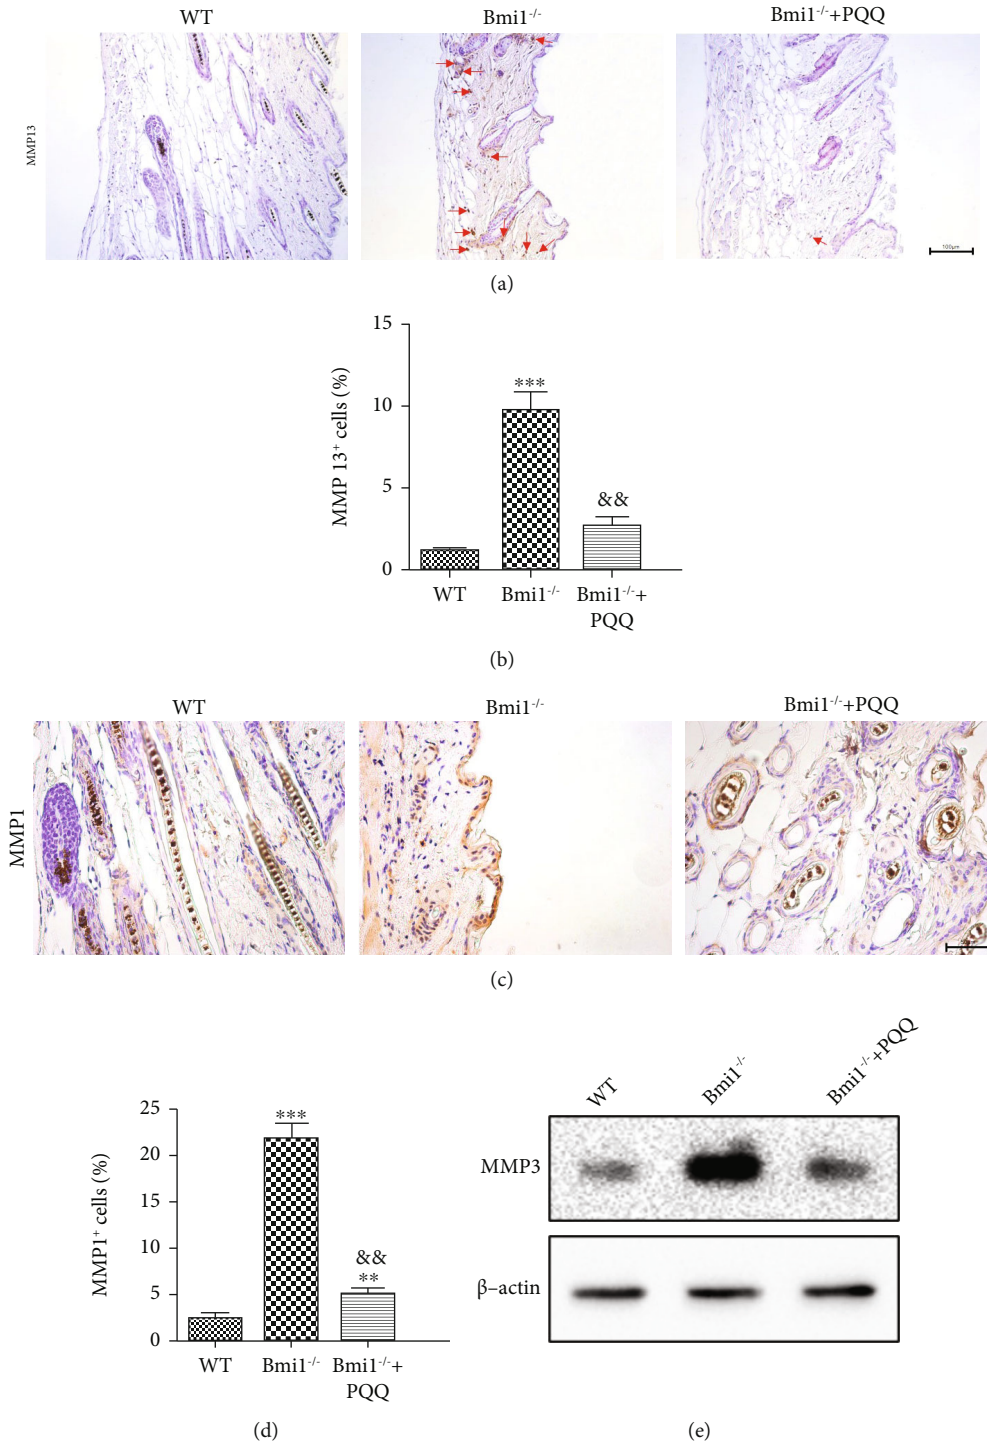 WT
Bmi1⁻/⁻
Bmi1⁻/⁻+PQQ
MMP13
100μm
(a)
15
10
5
0
MMP 13⁺ cells (%)
***
&&
WT
Bmi1⁻/⁻
Bmi1⁻/⁻+
PQQ
(b)
WT
Bmi1⁻/⁻
Bmi1⁻/⁻+PQQ
MMP1
(c)
25
20
15
10
5
0
MMP1⁺ cells (%)
***
&&
**
WT
Bmi1⁻/⁻
Bmi1⁻/⁻+
PQQ
(d)
WT
Bmi1⁻/⁻
Bmi1⁻/⁻+PQQ
MMP3
β–actin
(e)